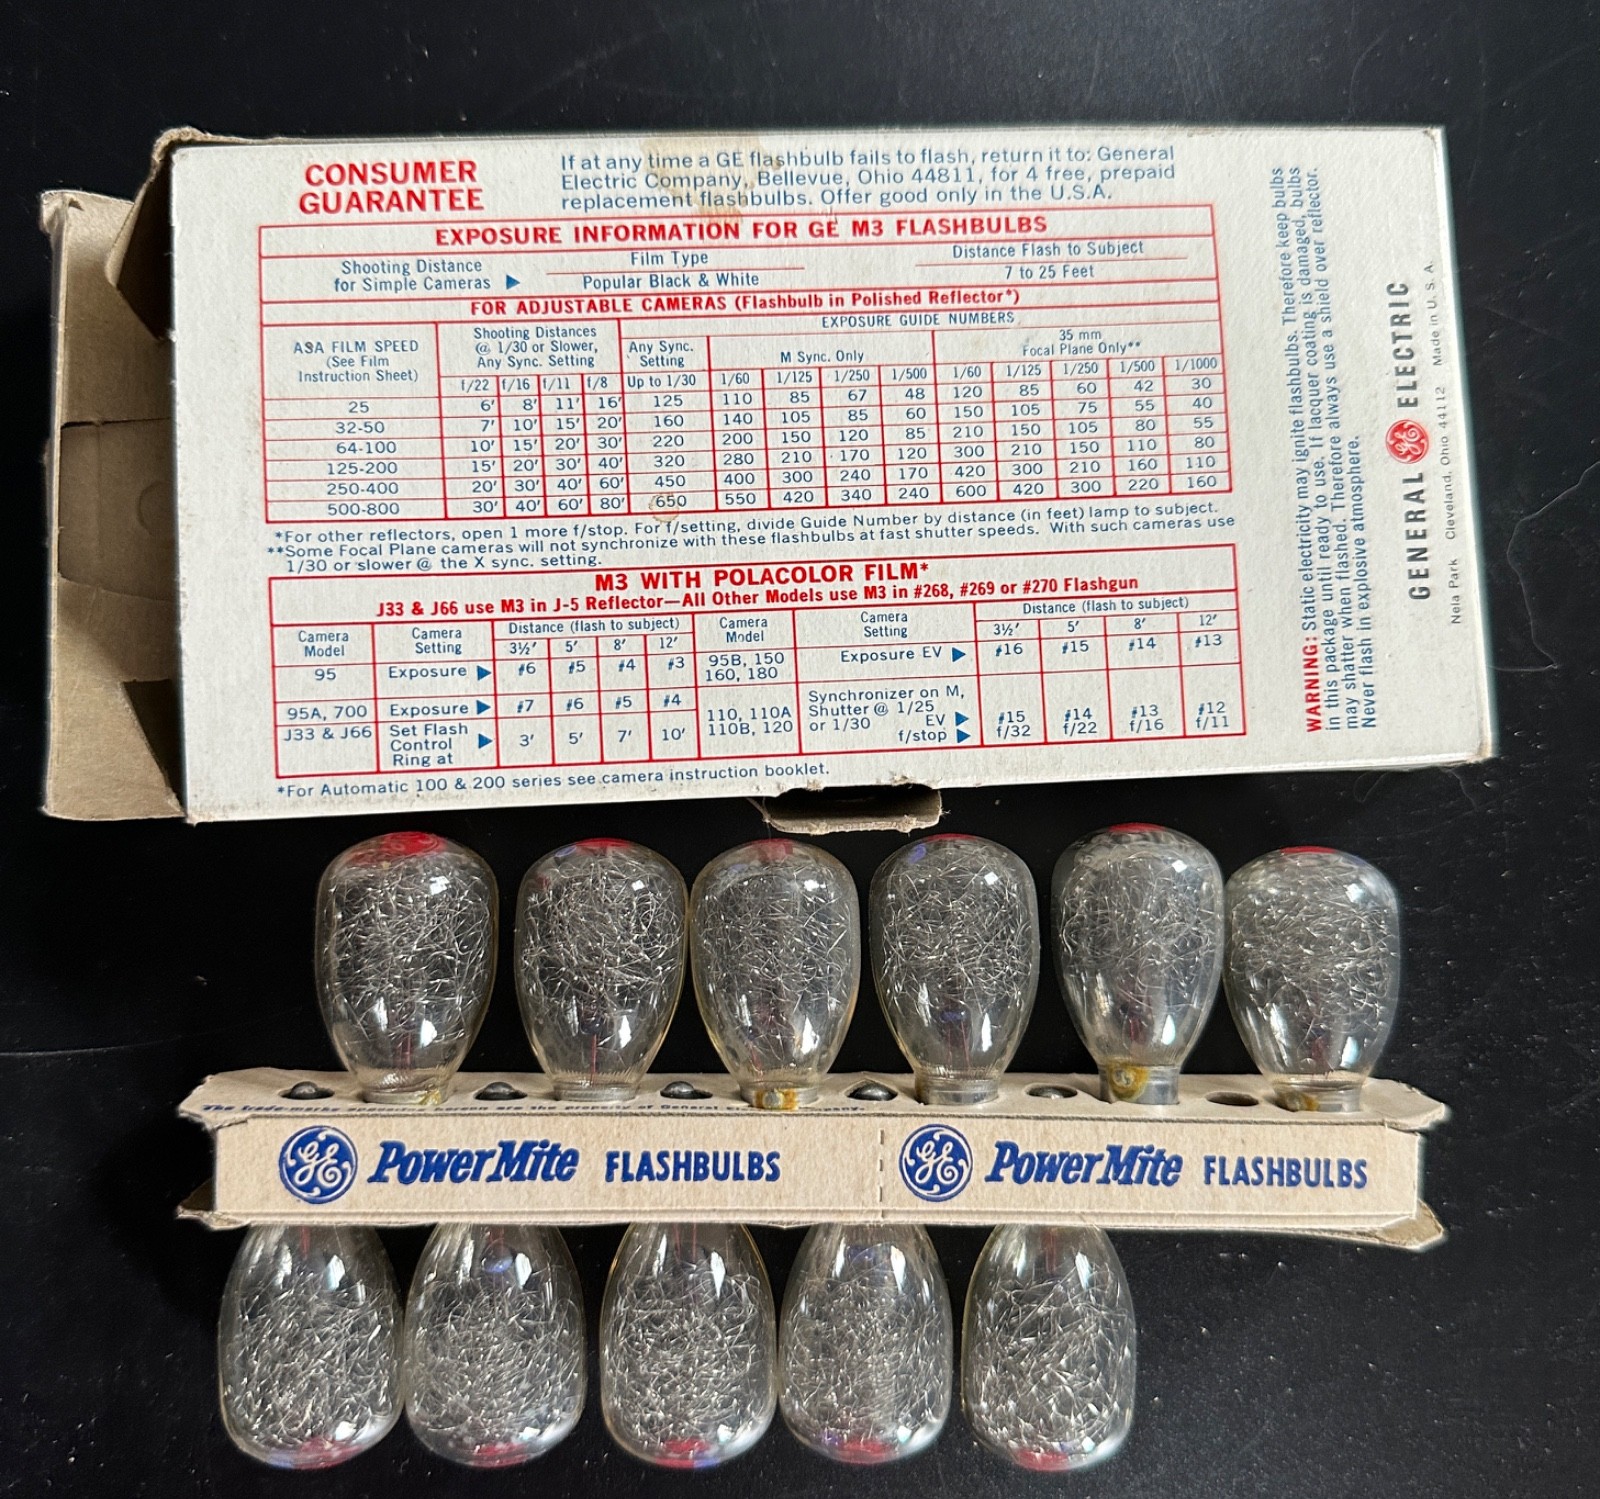 CONSUMER
GUARANTEE
If at any time a GE flashbulb fails to flash, return it to: General
Electric Company, Bellevue, Ohio 44811, for 4 free, prepaid
replacement flashbulbs. Offer good only in the U.S.A.
EXPOSURE INFORMATION FOR GE M3 FLASHBULBS
Shooting Distance
for Simple Cameras ▶
Film Type
Popular Black & White
Distance Flash to Subject
7 to 25 Feet
FOR ADJUSTABLE CAMERAS (Flashbulb in Polished Reflector*)
ASA FILM SPEED
(See Film
Instruction Sheet)
Shooting Distances
@ 1/30 or Slower,
Any Sync. Setting
EXPOSURE GUIDE NUMBERS
Any Sync.
Setting
M Sync. Only
35 mm
Focal Plane Only**
f/22 f/16 f/11 f/8 Up to 1/30 1/60 1/125 1/250 1/500 1/60 1/125 1/250 1/500 1/1000
25 6' 8' 11' 16' 125 110 85 67 48 120 85 60 42 30
32-50 7' 10' 15' 20' 160 140 105 85 60 150 105 75 55 40
64-100 10' 15' 20' 30' 220 200 150 120 85 210 150 105 80 55
125-200 15' 20' 30' 40' 320 280 210 170 120 300 210 150 110 80
250-400 20' 30' 40' 60' 450 400 300 240 170 420 300 210 160 110
500-800 30' 40' 60' 80' 650 550 420 340 240 600 420 300 220 160
*For other reflectors, open 1 more f/stop. For f/setting, divide Guide Number by distance (in feet) lamp to subject.
**Some Focal Plane cameras will not synchronize with these flashbulbs at fast shutter speeds. With such cameras use
1/30 or slower @ the X sync. setting.
M3 WITH POLACOLOR FILM*
J33 & J66 use M3 in J-5 Reflector—All Other Models use M3 in #268, #269 or #270 Flashgun
Camera
Model
Camera
Setting
Distance (flash to subject)
3½' 5' 8' 12'
95 Exposure ▶ #6 #5 #4 #3
95A, 700 Exposure ▶ #7 #6 #5 #4
J33 & J66 Set Flash
Control
Ring at ▶ 3' 5' 7' 10'
Camera
Model
Camera
Setting
Distance (flash to subject)
3½' 5' 8' 12'
95B, 150
160, 180
Exposure EV ▶ #16 #15 #14 #13
110, 110A
110B, 120
Synchronizer on M,
Shutter @ 1/25
or 1/30 EV ▶ #15 #14 #13 #12
f/stop ▶ f/32 f/22 f/16 f/11
*For Automatic 100 & 200 series see camera instruction booklet.
WARNING: Static electricity may ignite flashbulbs. Therefore keep bulbs
in this package until ready to use. If lacquer coating is damaged, bulbs
may shatter when flashed. Therefore always use a shield over reflector.
Never flash in explosive atmosphere.
GENERAL GE ELECTRIC
Nela Park Cleveland, Ohio 44112 Made in U.S.A.
The trade-marks appearing hereon are the property of General Company.
GE PowerMite FLASHBULBS
GE PowerMite FLASHBULBS